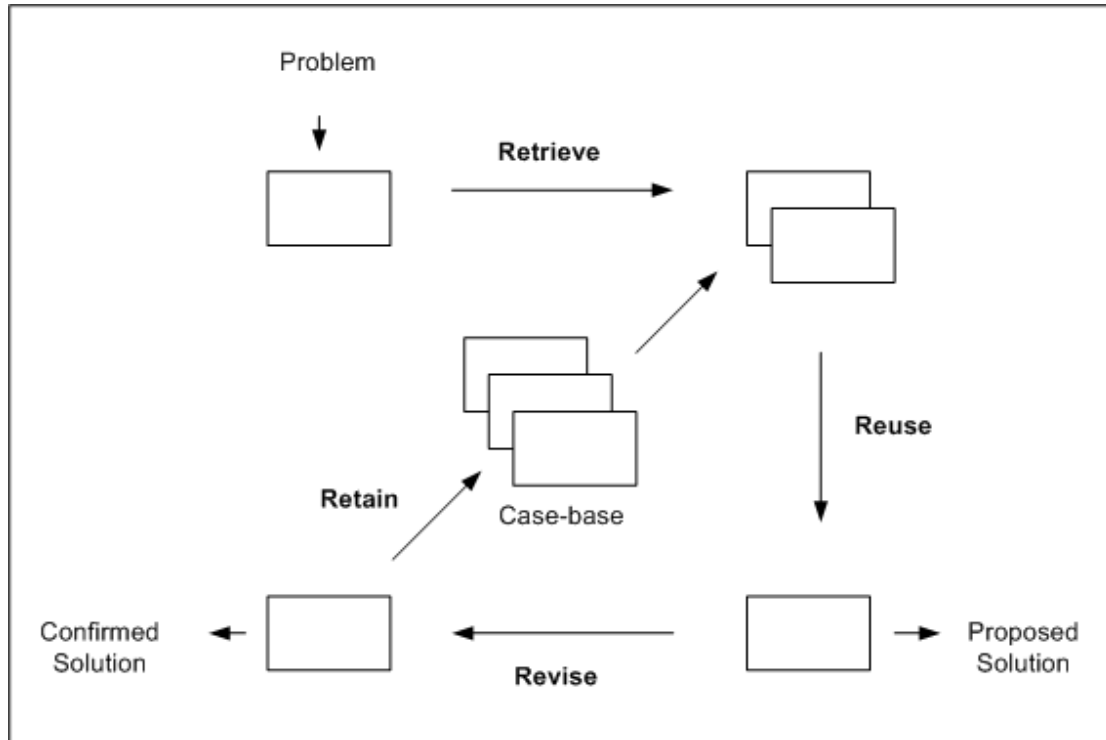 Problem
Retrieve
Reuse
Retain
Case-base
Confirmed
Solution
Revise
Proposed
Solution